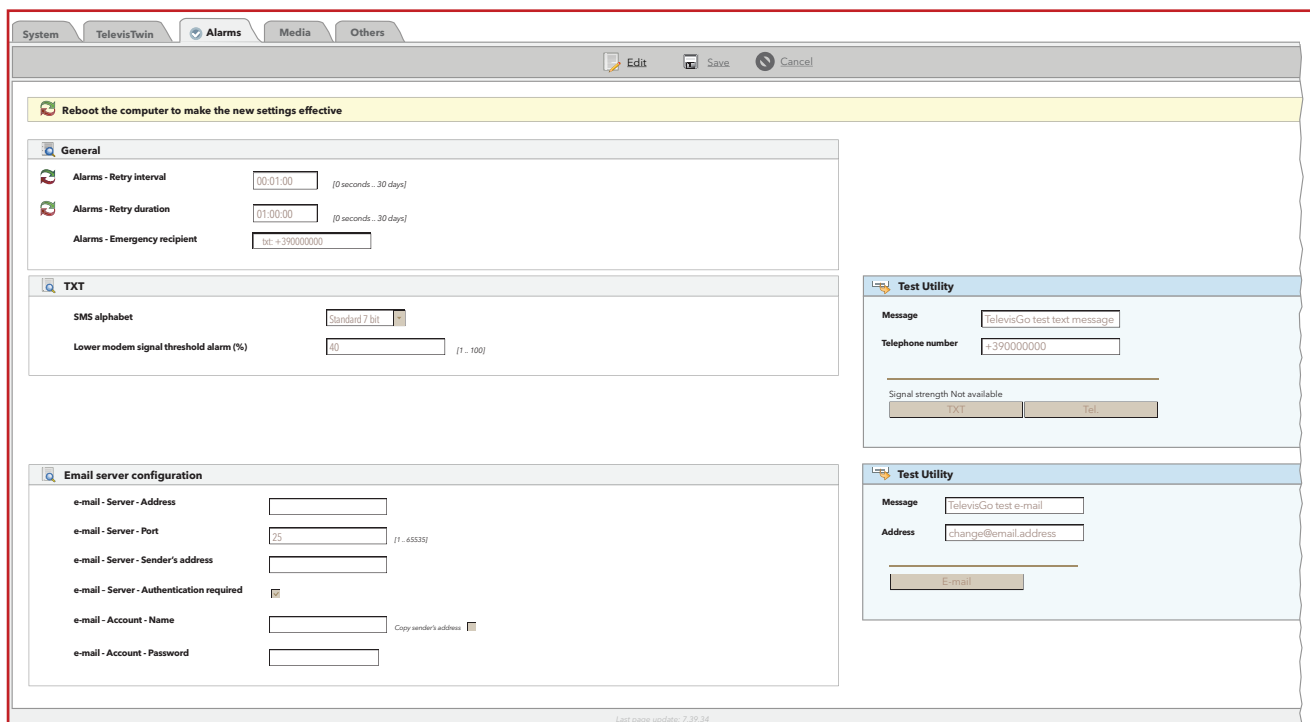 System TelevisTwin Alarms Media Others
Edit Save Cancel
Reboot the computer to make the new settings effective
General
Alarms - Retry interval 00:01:00 [0 seconds .. 30 days]
Alarms - Retry duration 01:00:00 [0 seconds .. 30 days]
Alarms - Emergency recipient txt: +390000000
TXT
SMS alphabet Standard 7 bit
Lower modem signal threshold alarm (%) 40 [1 .. 100]
Test Utility
Message TelevisGo test text message
Telephone number +390000000
Signal strength Not available
TXT Tel.
Email server configuration
e-mail - Server - Address
e-mail - Server - Port 25 [1 .. 65535]
e-mail - Server - Sender's address
e-mail - Server - Authentication required
e-mail - Account - Name Copy sender's address
e-mail - Account - Password
Test Utility
Message TelevisGo test e-mail
Address change@email.address
E-mail
Last page update: 7.39.34